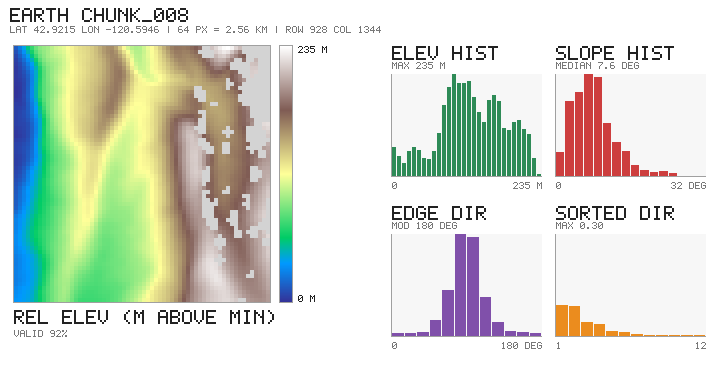 EARTH CHUNK_008
LAT 42.9215 LON -120.5946 | 64 PX = 2.56 KM | ROW 928 COL 1344
235 M
0 M
REL ELEV (M ABOVE MIN)
VALID 92%
ELEV HIST
MAX 235 M
0 235 M
SLOPE HIST
MEDIAN 7.6 DEG
0 32 DEG
EDGE DIR
MOD 180 DEG
0 180 DEG
SORTED DIR
MAX 0.30
1 12